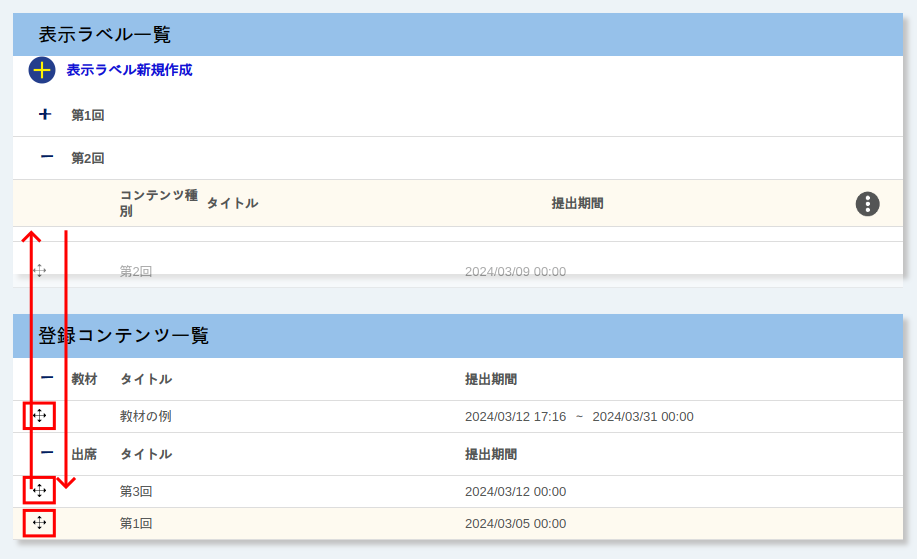 表示ラベル一覧
表示ラベル新規作成
第1回
第2回
コンテンツ種別 タイトル 提出期間
第2回 2024/03/09 00:00
登録コンテンツ一覧
教材 タイトル 提出期間
教材の例 2024/03/12 17:16 ~ 2024/03/31 00:00
出席 タイトル 提出期間
第3回 2024/03/12 00:00
第1回 2024/03/05 00:00